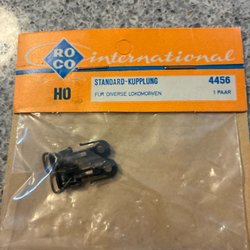 ROCO international
HO
STANDARD-KUPPLUNG 4456
FÜR DIVERSE LOKOMOTIVEN 1 PAAR